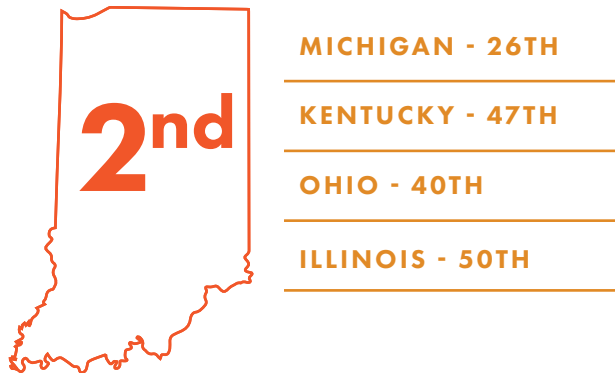 2nd
MICHIGAN - 26TH
KENTUCKY - 47TH
OHIO - 40TH
ILLINOIS - 50TH